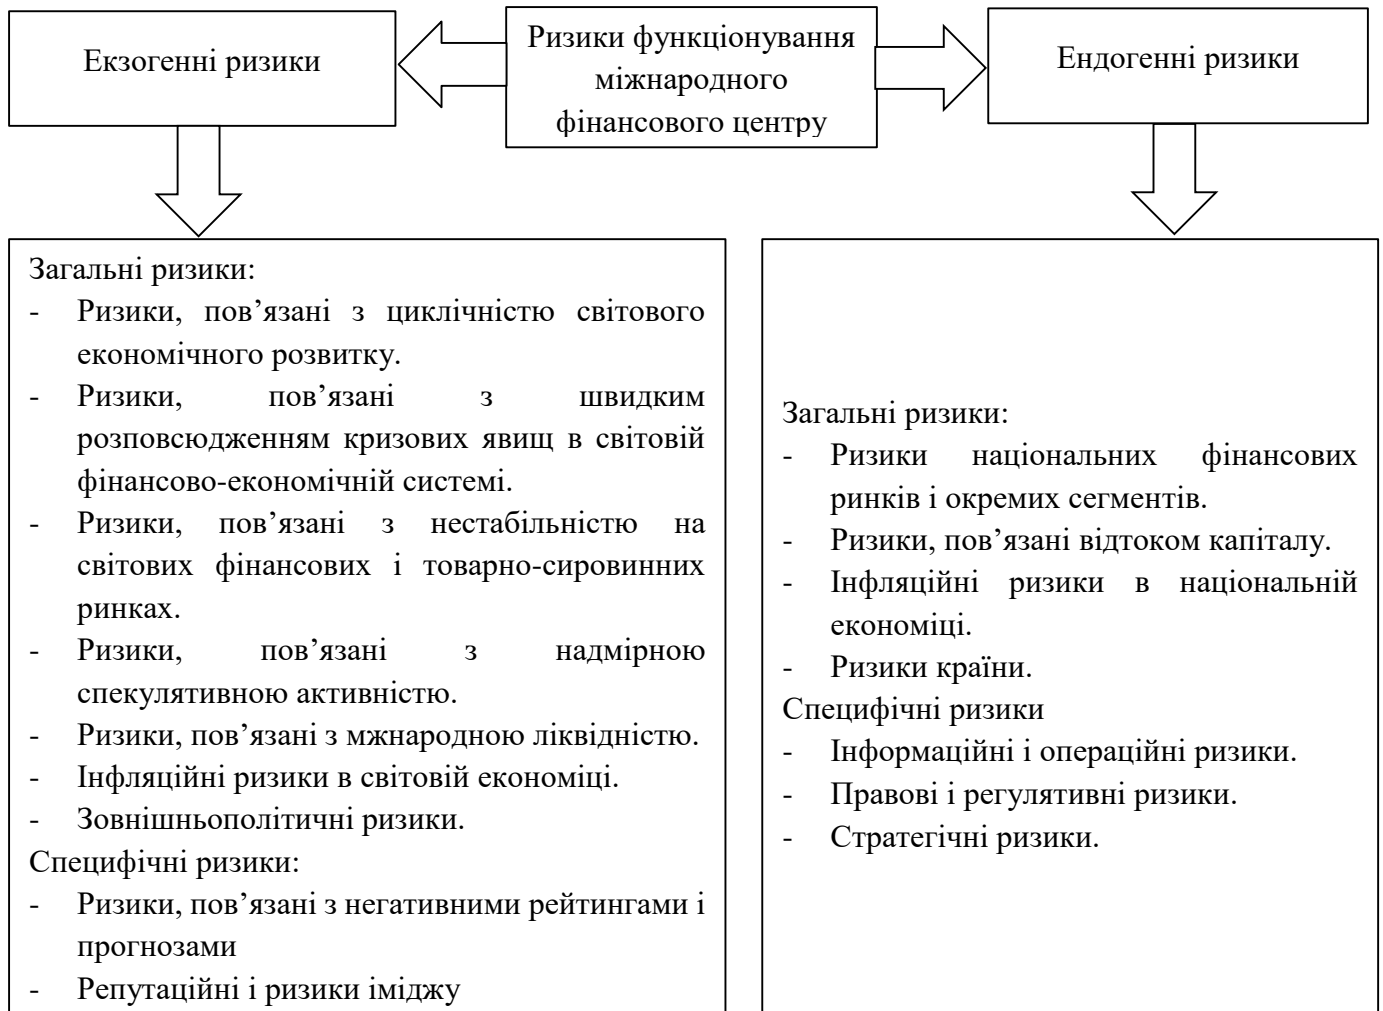 Екзогенні ризики
Ризики функціонування
міжнародного
фінансового центру
Ендогенні ризики
Загальні ризики:
- Ризики, пов’язані з циклічністю світового
економічного розвитку.
- Ризики, пов’язані з швидким
розповсюдженням кризових явищ в світовій
фінансово-економічній системі.
- Ризики, пов’язані з нестабільністю на
світових фінансових і товарно-сировинних
ринках.
- Ризики, пов’язані з надмірною
спекулятивною активністю.
- Ризики, пов’язані з мжнародною ліквідністю.
- Інфляційні ризики в світовій економіці.
- Зовнішньополітичні ризики.
Специфічні ризики:
- Ризики, пов’язані з негативними рейтингами і
прогнозами
- Репутаційні і ризики іміджу
Загальні ризики:
- Ризики національних фінансових
ринків і окремих сегментів.
- Ризики, пов’язані відтоком капіталу.
- Інфляційні ризики в національній
економіці.
- Ризики країни.
Специфічні ризики
- Інформаційні і операційні ризики.
- Правові і регулятивні ризики.
- Стратегічні ризики.